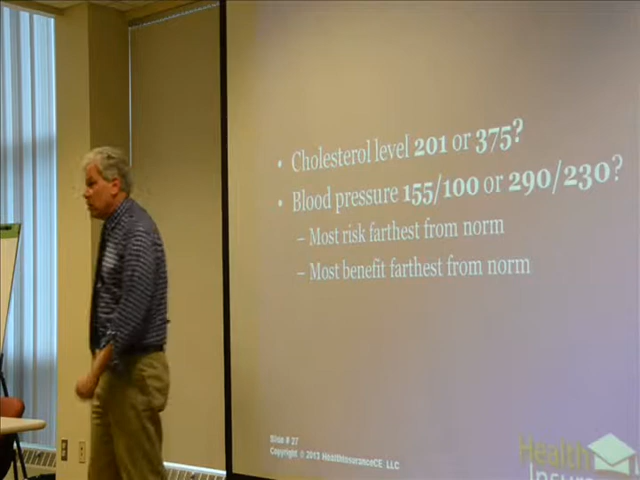 • Cholesterol level 201 or 375?
• Blood pressure 155/100 or 290/230?
– Most risk farthest from norm
– Most benefit farthest from norm
Slide # 27
Copyright © 2013 HealthInsuranceCE LLC
Health